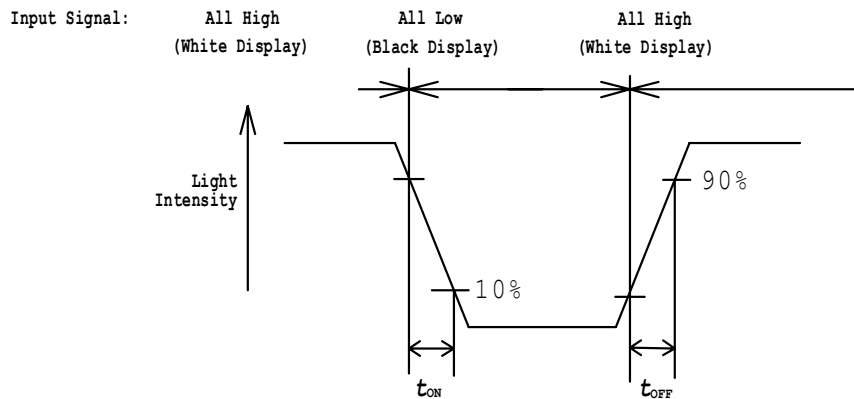 Input Signal: All High All Low All High
(White Display) (Black Display) (White Display)
Light
Intensity
90%
10%
tON tOFF